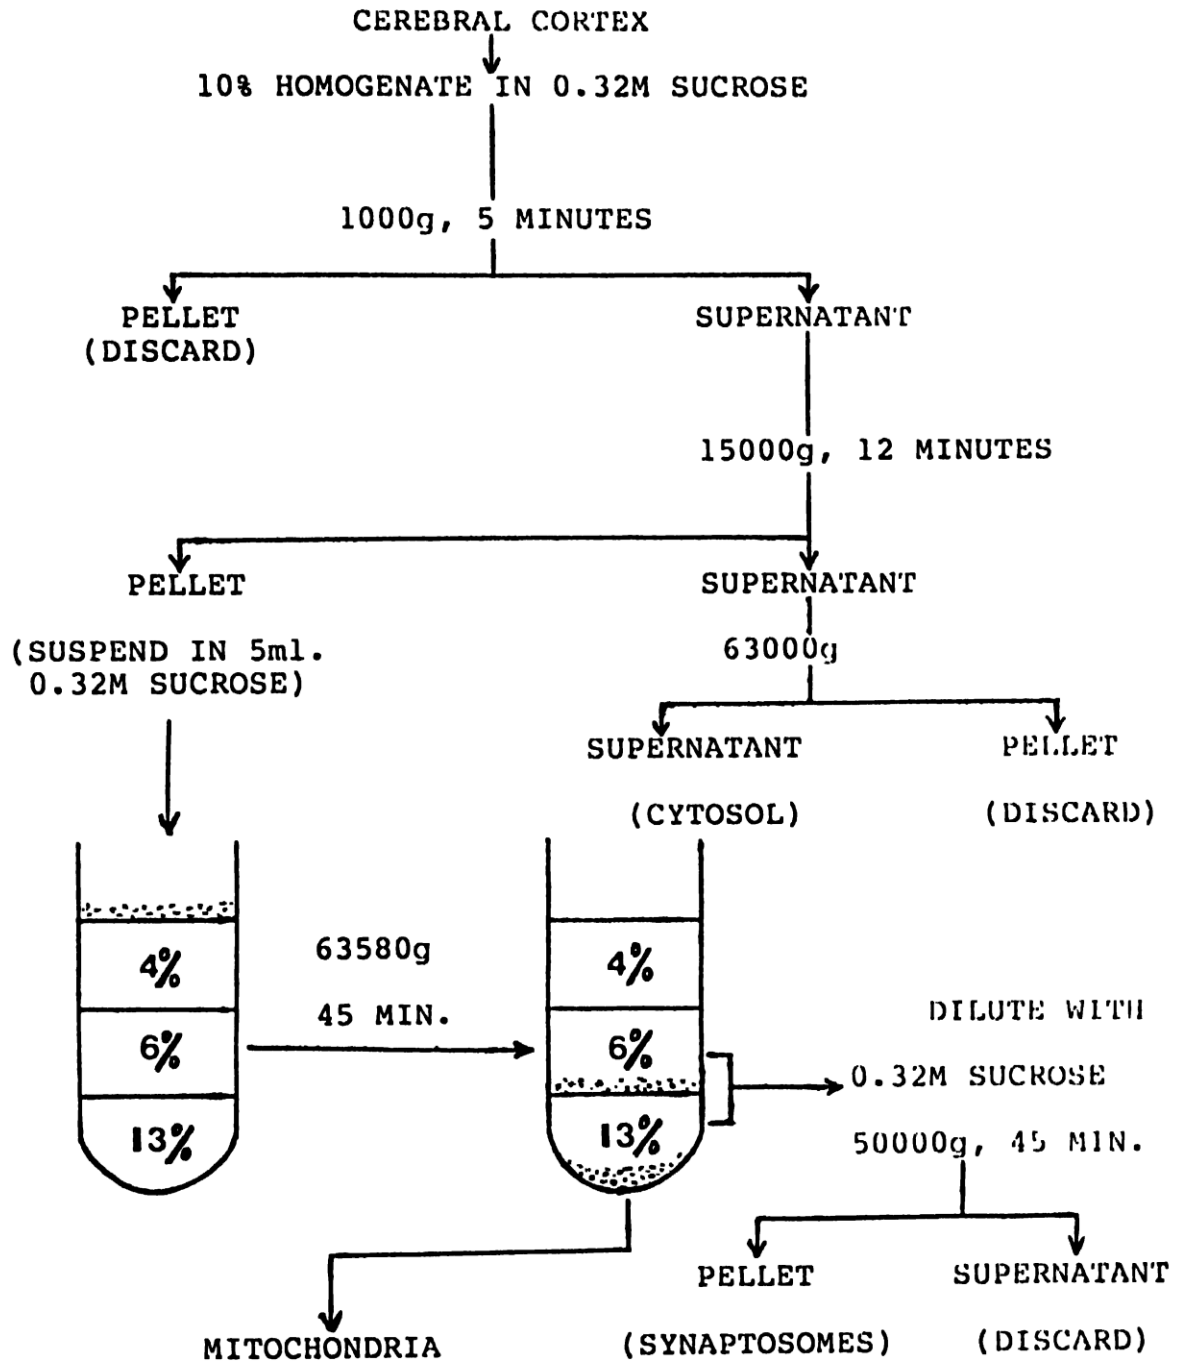 CEREBRAL CORTEX
10% HOMOGENATE IN 0.32M SUCROSE
1000g, 5 MINUTES
PELLET
(DISCARD)
SUPERNATANT
15000g, 12 MINUTES
PELLET
(SUSPEND IN 5ml.
0.32M SUCROSE)
SUPERNATANT
63000g
SUPERNATANT
(CYTOSOL)
PELLET
(DISCARD)
4%
6%
13%
63580g
45 MIN.
4%
6%
13%
DILUTE WITH
0.32M SUCROSE
50000g, 45 MIN.
MITOCHONDRIA
PELLET
(SYNAPTOSOMES)
SUPERNATANT
(DISCARD)